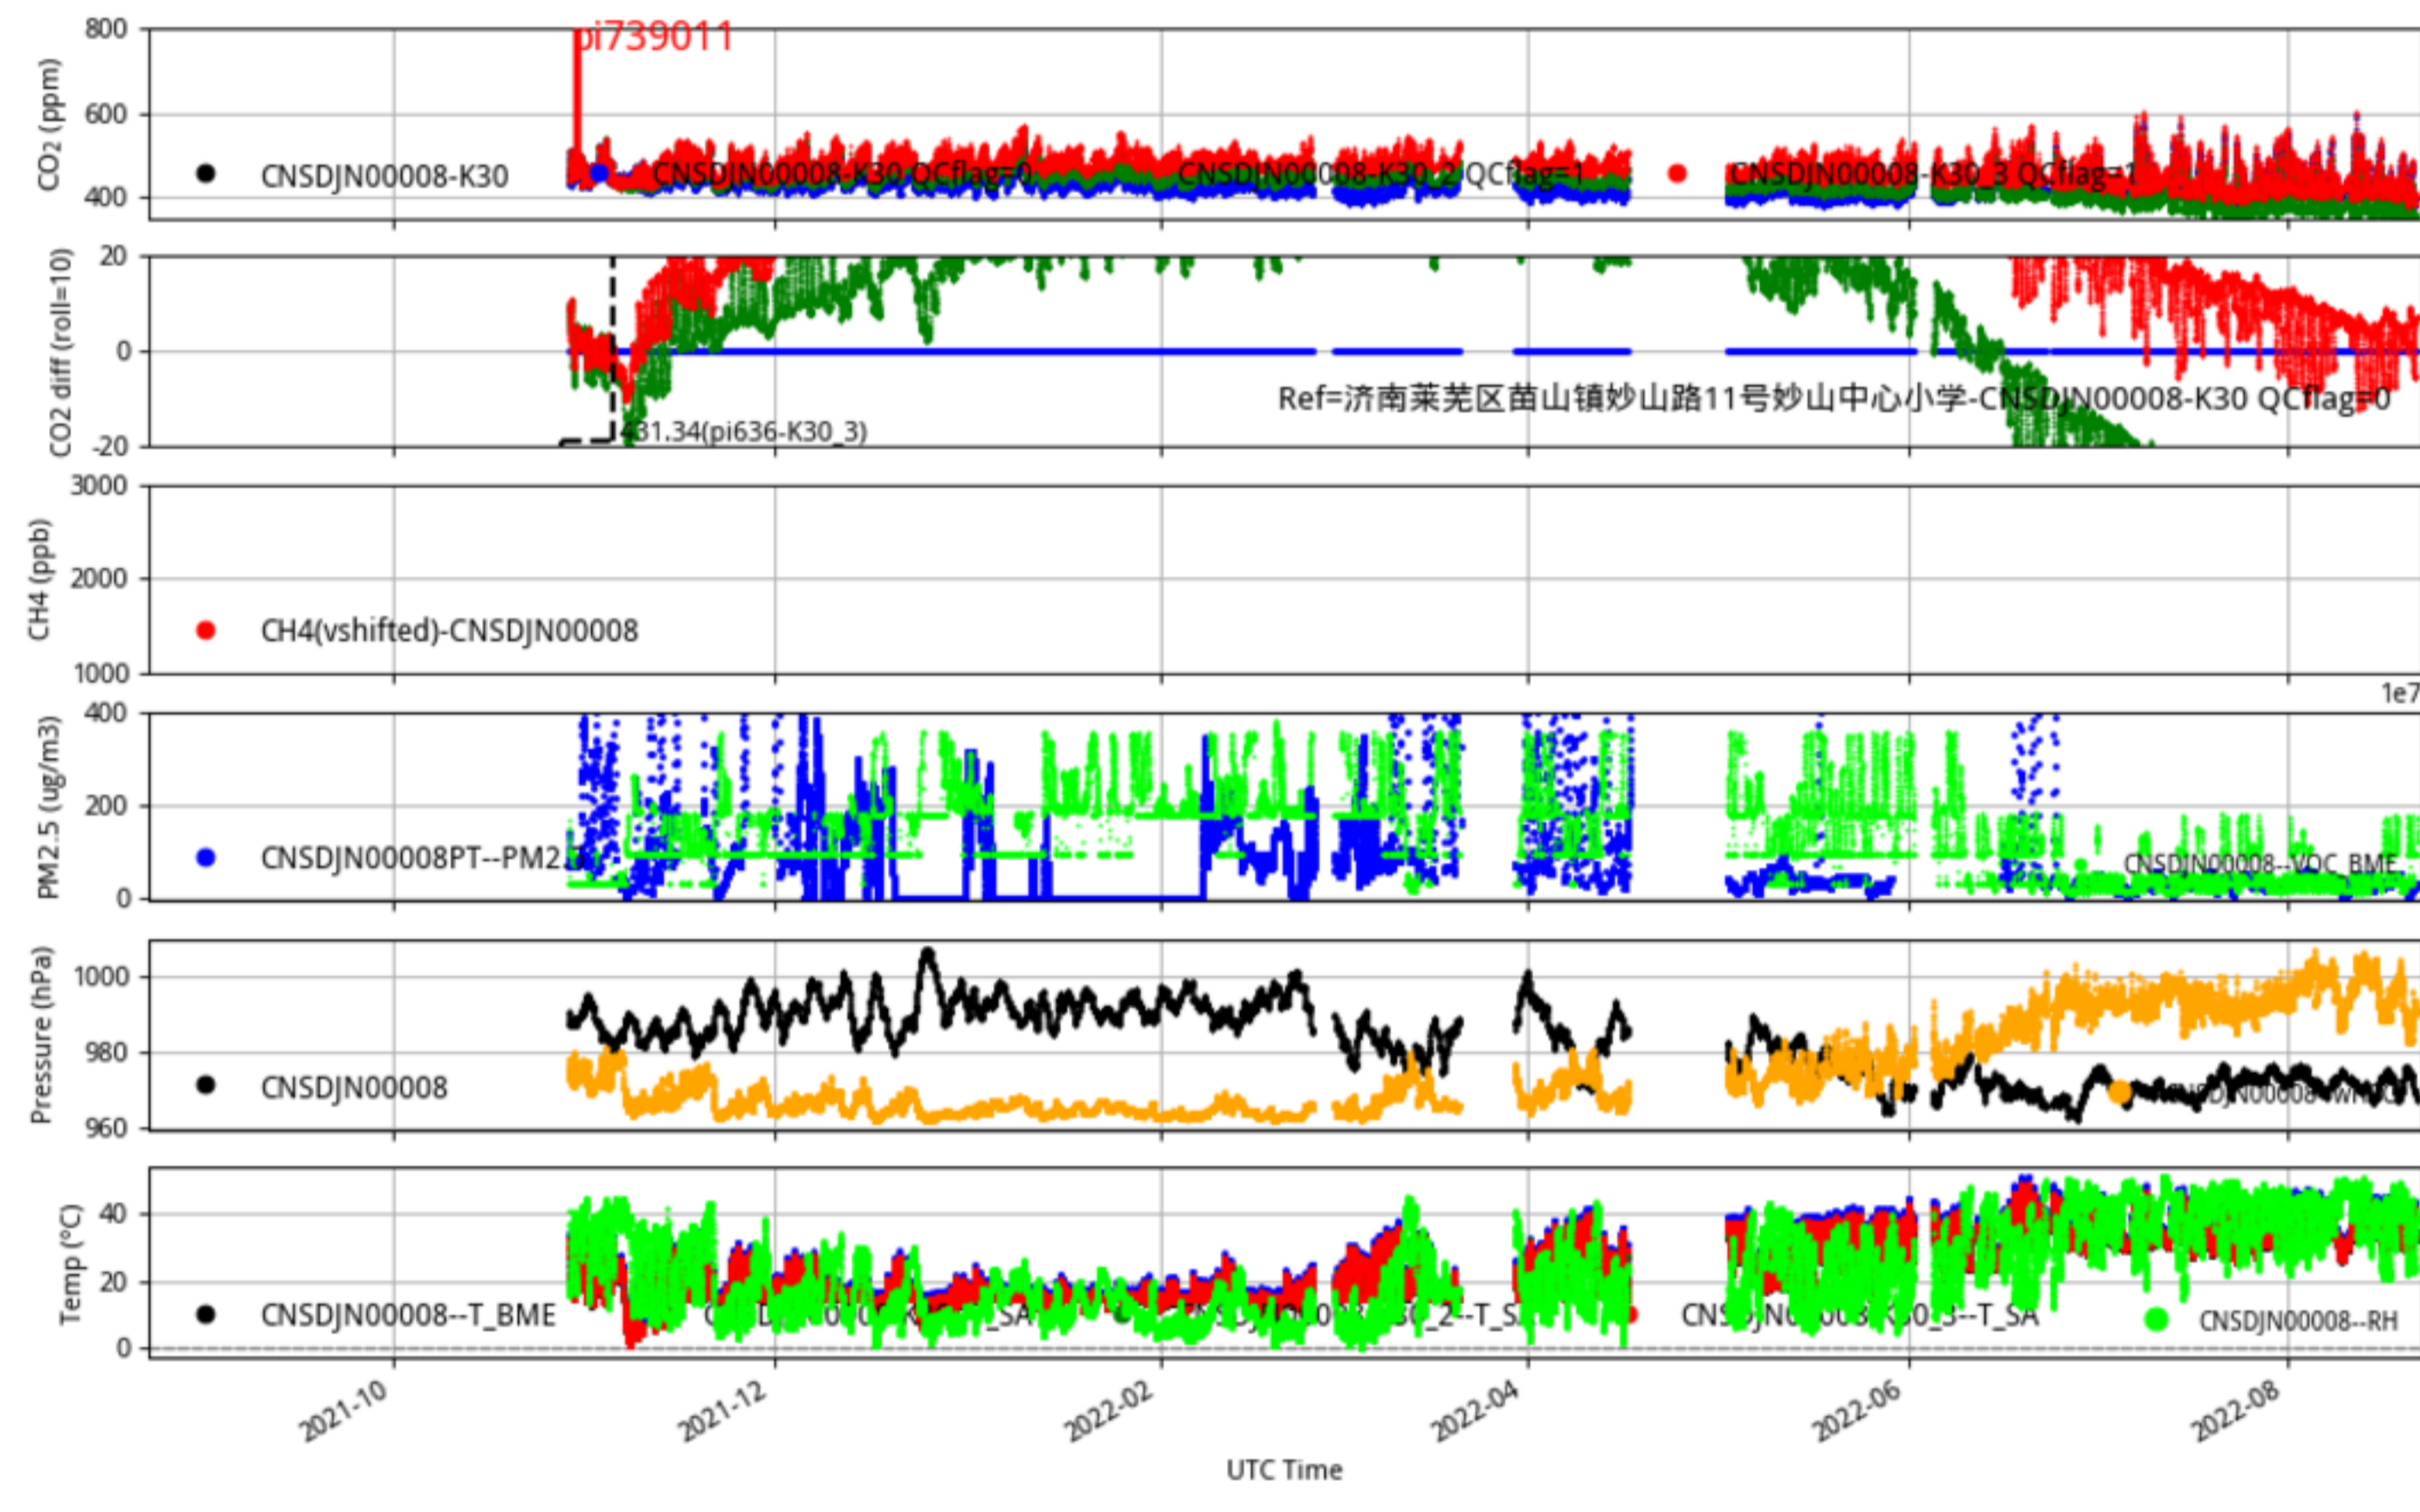 CO2 (ppm)
800
600
400
pi739011
CNSDJN00008-K30
CNSDJN00008-K30 QCflag=0
CNSDJN00008-K30_2 QCflag=1
CNSDJN00008-K30_3 QCflag=1
CO2 diff (roll=10)
20
0
-20
431.34(pi636-K30_3)
Ref=济南莱芜区苗山镇妙山路11号妙山中心小学-CNSDJN00008-K30 QCflag=0
CH4 (ppb)
3000
2000
1000
CH4(vshifted)-CNSDJN00008
1e7
PM2.5 (ug/m3)
400
200
0
CNSDJN00008PT--PM2.5
CNSDJN00008--VOC_BME
Pressure (hPa)
1000
980
960
CNSDJN00008
Temp (°C)
40
20
0
CNSDJN00008--T_BME
CNSDJN00008-K30_3--T_SA
CNSDJN00008--RH
2021-10
2021-12
2022-02
2022-04
2022-06
2022-08
UTC Time